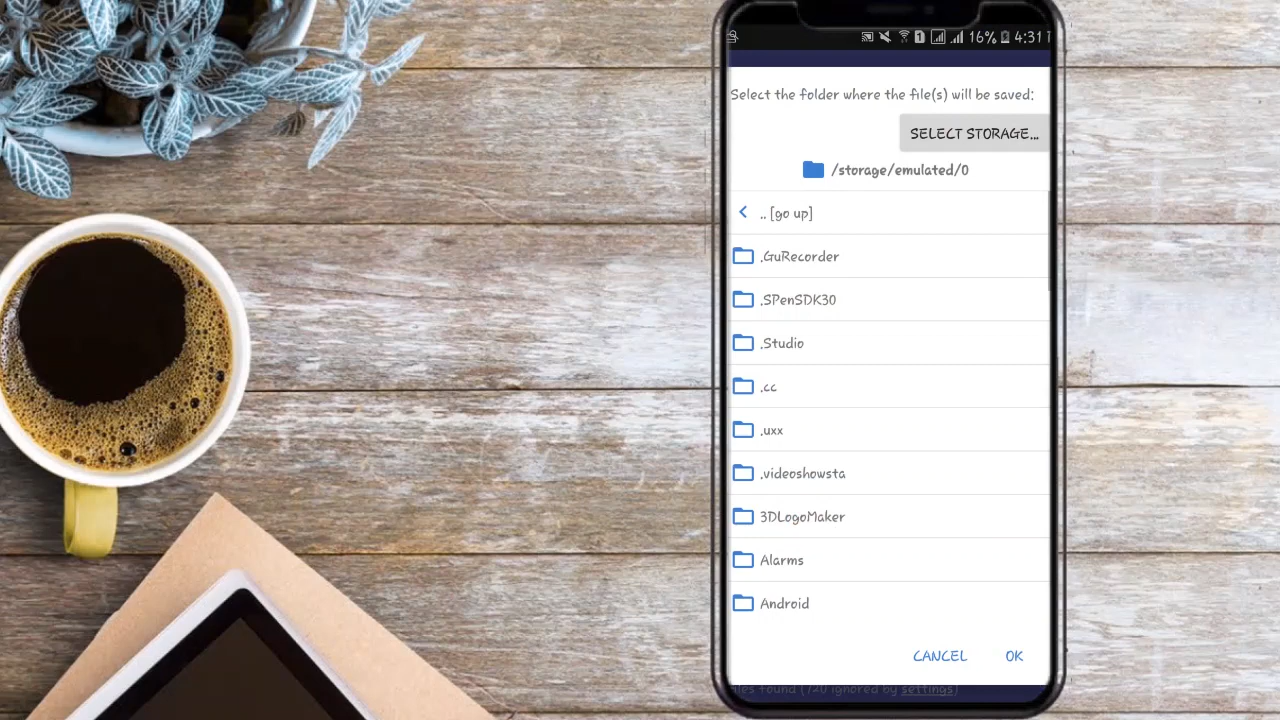 16% 4:31
Select the folder where the file(s) will be saved:
SELECT STORAGE...
/storage/emulated/0
.. [go up]
.GuRecorder
.SPenSDK30
.Studio
.cc
.uxx
.videoshowsta
3DLogoMaker
Alarms
Android
CANCEL OK
files found (720 ignored by settings)